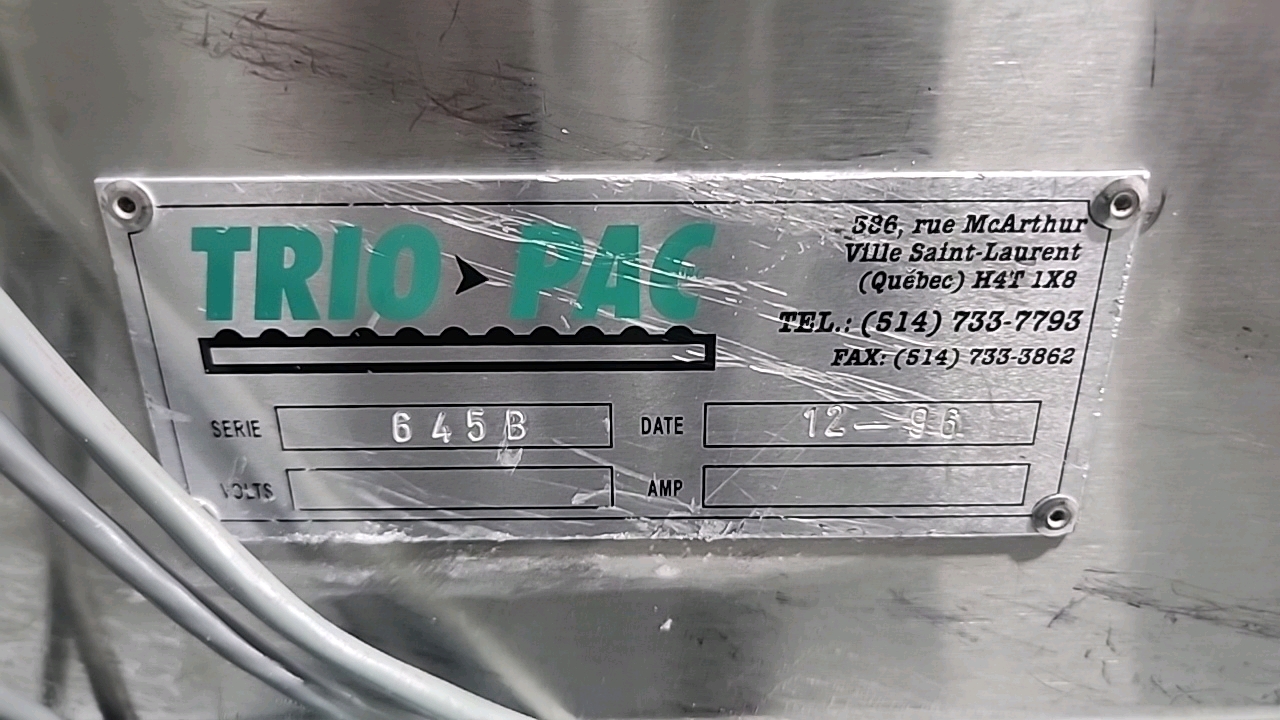 TRIO PAC
386, rue McArthur
Ville Saint-Laurent
(Québec) H4T 1X8
TEL.: (514) 733-7793
FAX: (514) 733-3862
SERIE 645B DATE 12-96
VOLTS AMP